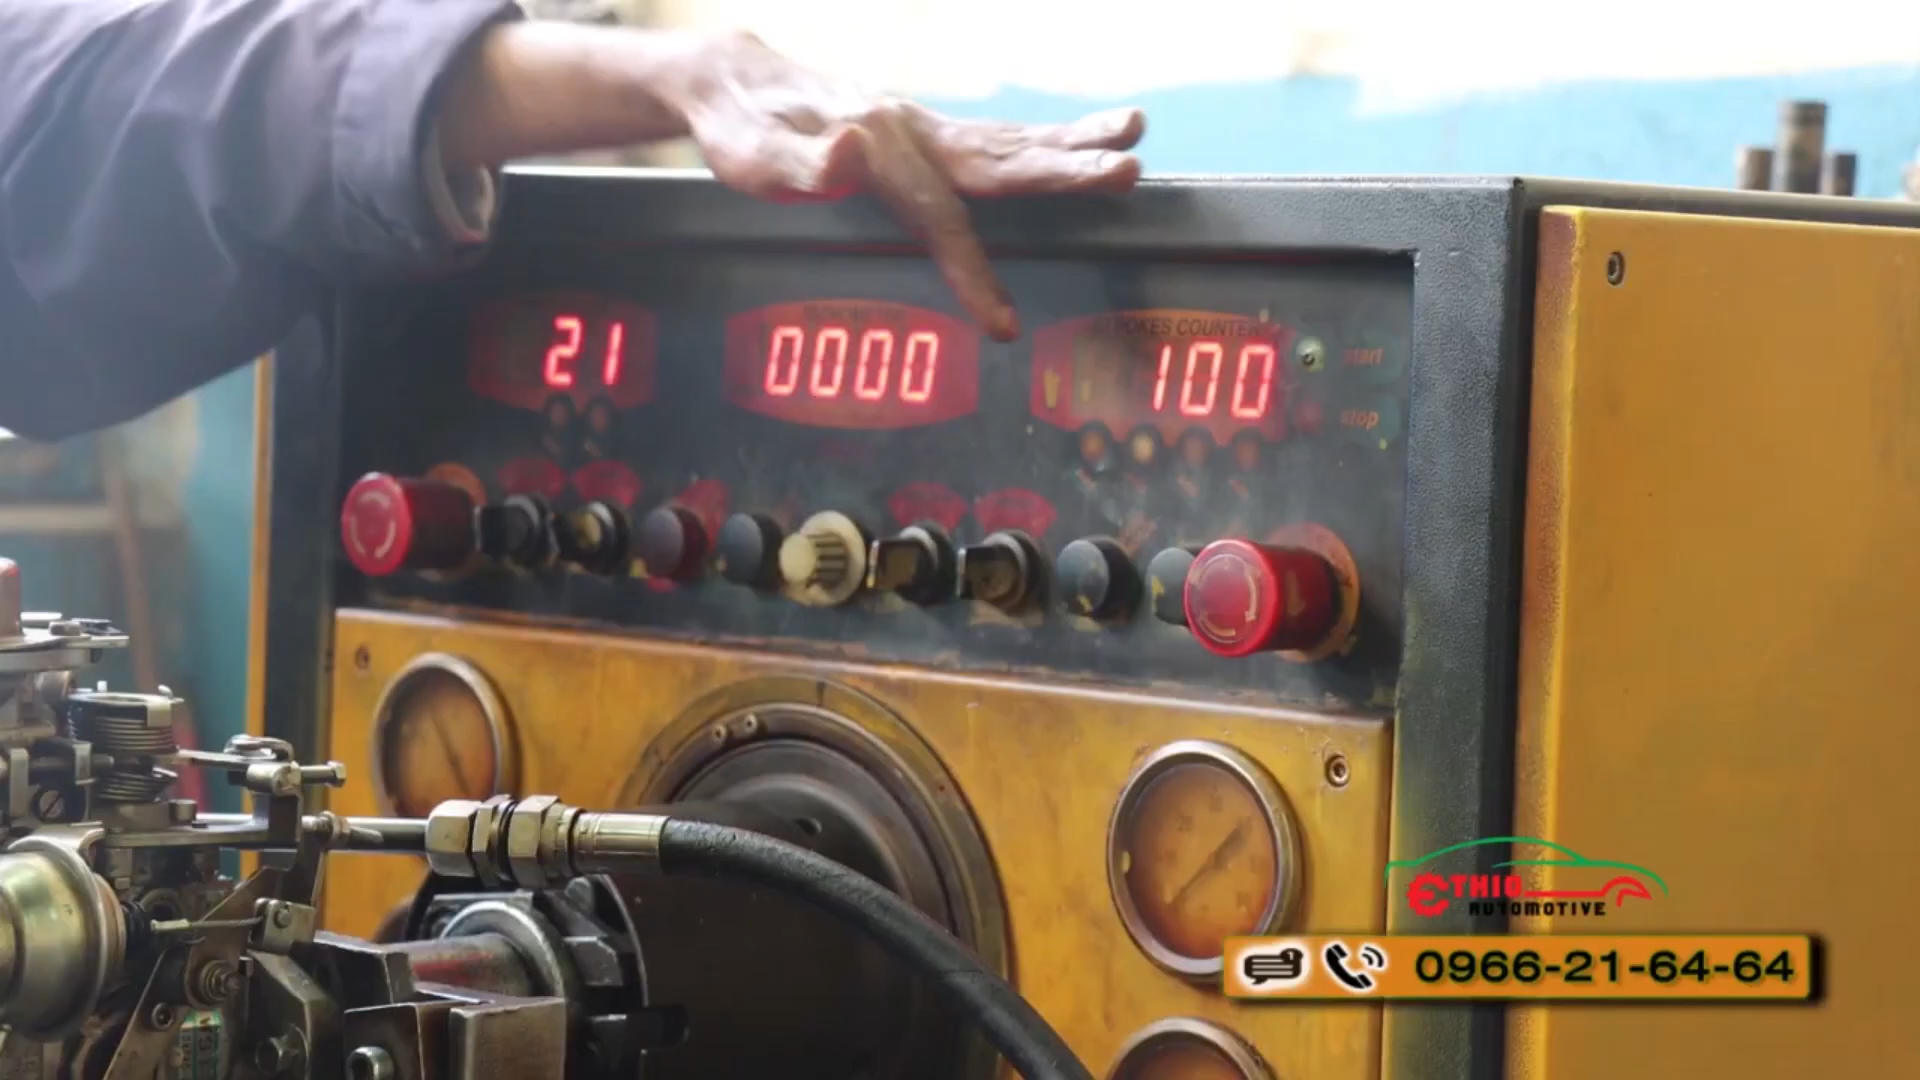 21
0000
STROKES COUNTER
100
start
stop
ETHIO
AUTOMOTIVE
0966-21-64-64